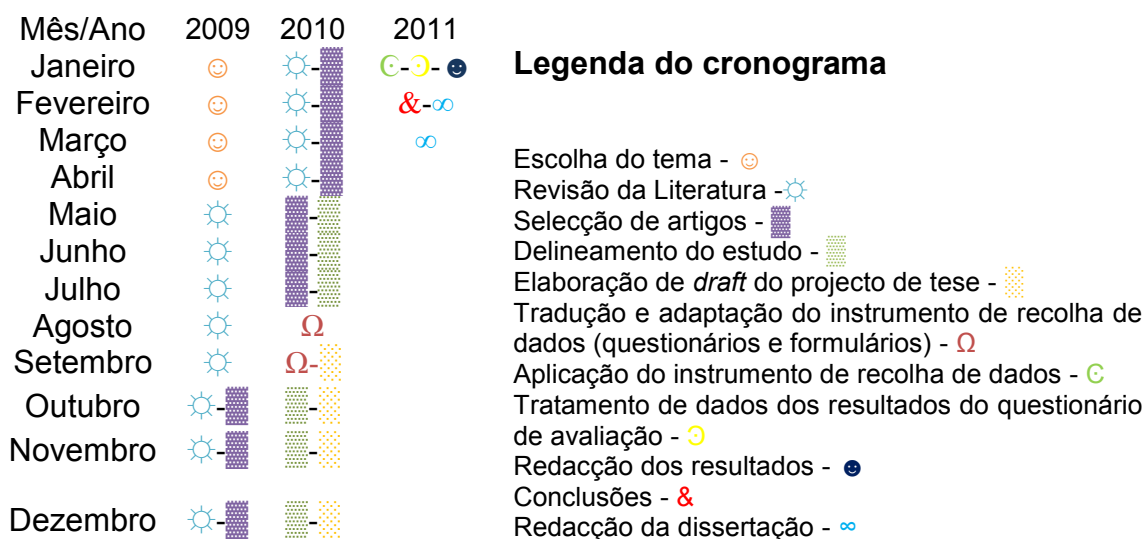 Mês/Ano 2009 2010 2011
Janeiro ☺ ☼-▓ ͼ-ͽ-☻
Fevereiro ☺ ☼-▓ &-∞
Março ☺ ☼-▓ ∞
Abril ☺ ☼-▓
Maio ☼ ▓-▒
Junho ☼ ▓-▒
Julho ☼ ▓-▒
Agosto ☼ Ω
Setembro ☼ Ω-░
Outubro ☼-▓ ▒-░
Novembro ☼-▓ ▒-░
Dezembro ☼-▓ ▒-░
Legenda do cronograma
Escolha do tema - ☺
Revisão da Literatura -☼
Selecção de artigos - ▓
Delineamento do estudo - ▒
Elaboração de draft do projecto de tese - ░
Tradução e adaptação do instrumento de recolha de
dados (questionários e formulários) - Ω
Aplicação do instrumento de recolha de dados - ͼ
Tratamento de dados dos resultados do questionário
de avaliação - ͽ
Redacção dos resultados - ☻
Conclusões - &
Redacção da dissertação - ∞